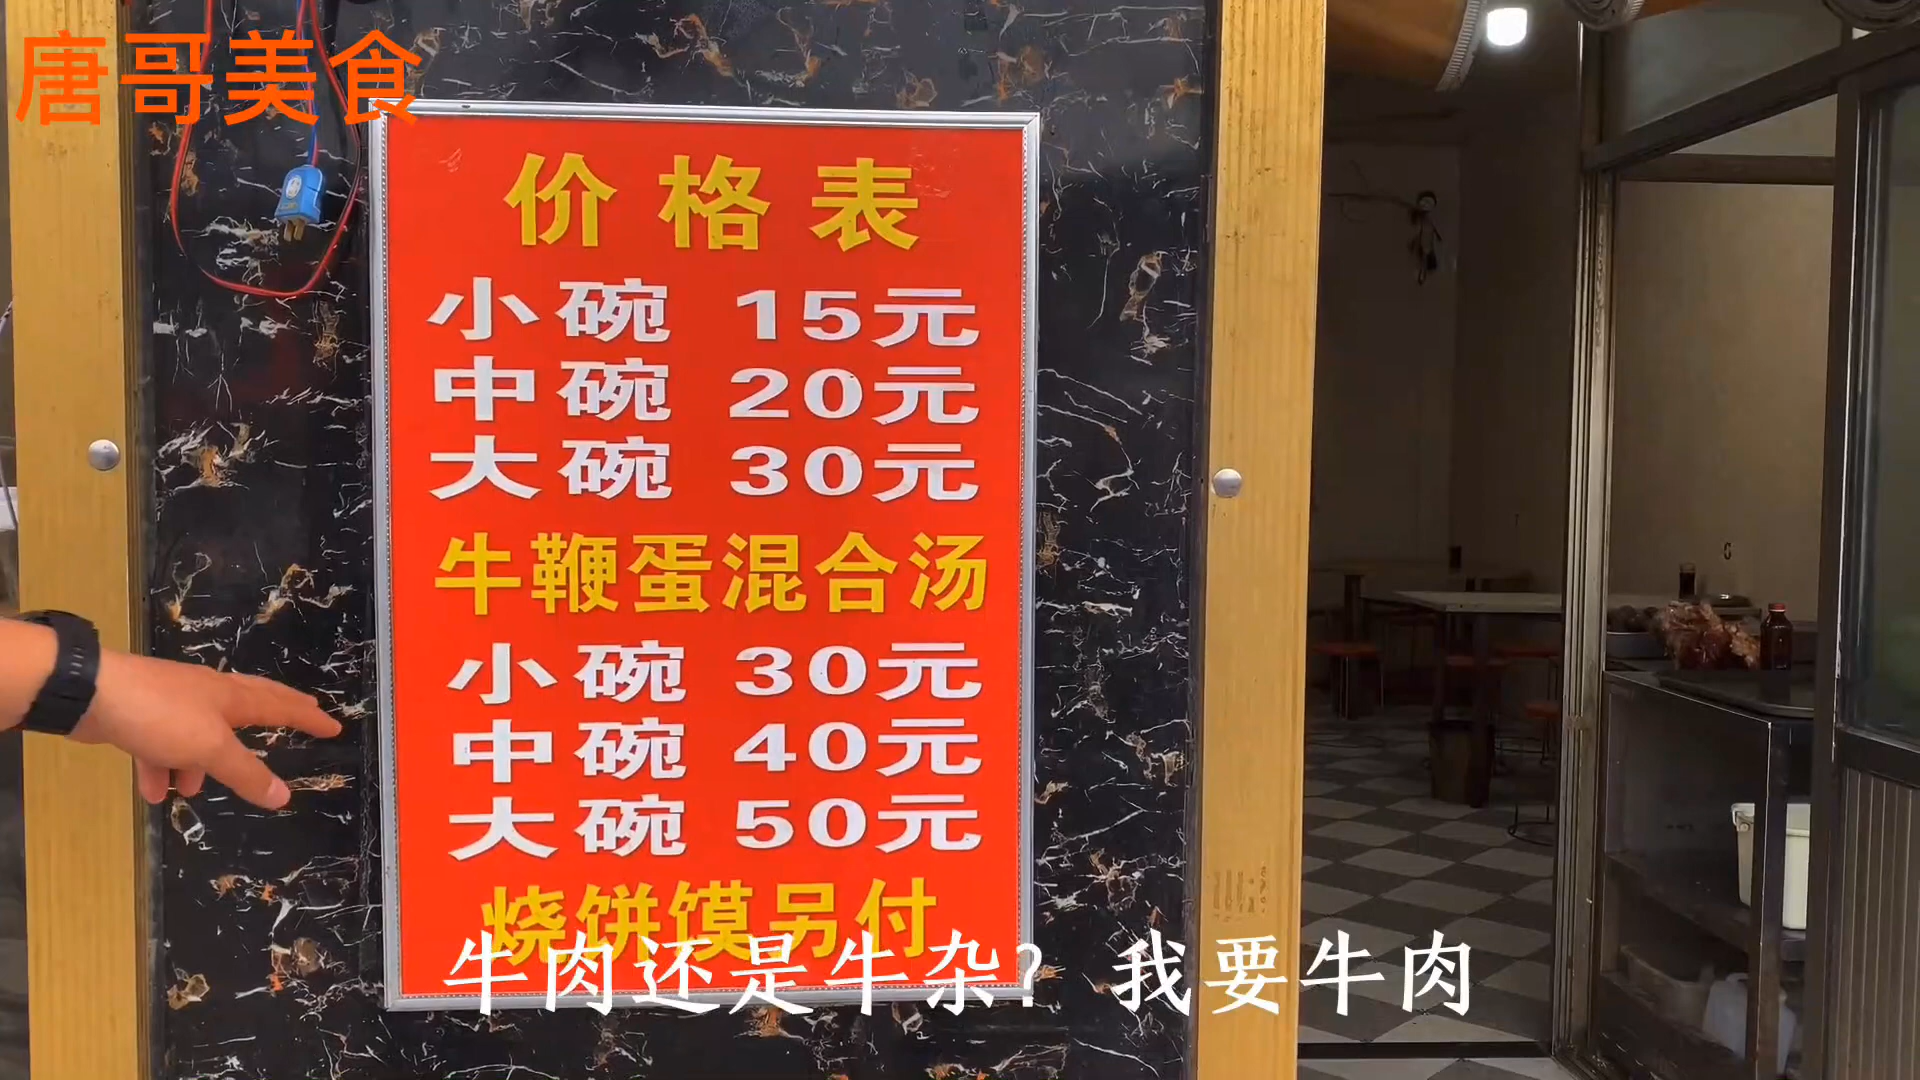 唐哥美食
价格表
小碗 15元
中碗 20元
大碗 30元
牛鞭蛋混合汤
小碗 30元
中碗 40元
大碗 50元
烧饼馍另付
牛肉还是牛杂? 我要牛肉